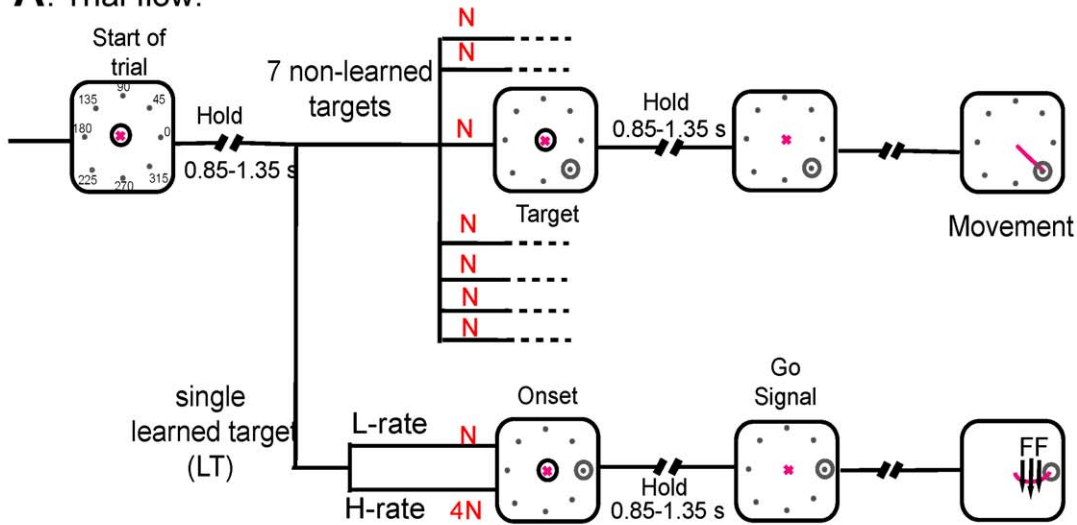 A. Trial flow.
Start of
trial
90
135
45
180
0
225
270
315
Hold
0.85-1.35 s
7 non-learned
targets
N
N
N
N
N
N
N
Target
Hold
0.85-1.35 s
Movement
single
learned target
(LT)
L-rate
N
H-rate
4N
Onset
Hold
0.85-1.35 s
Go
Signal
FF